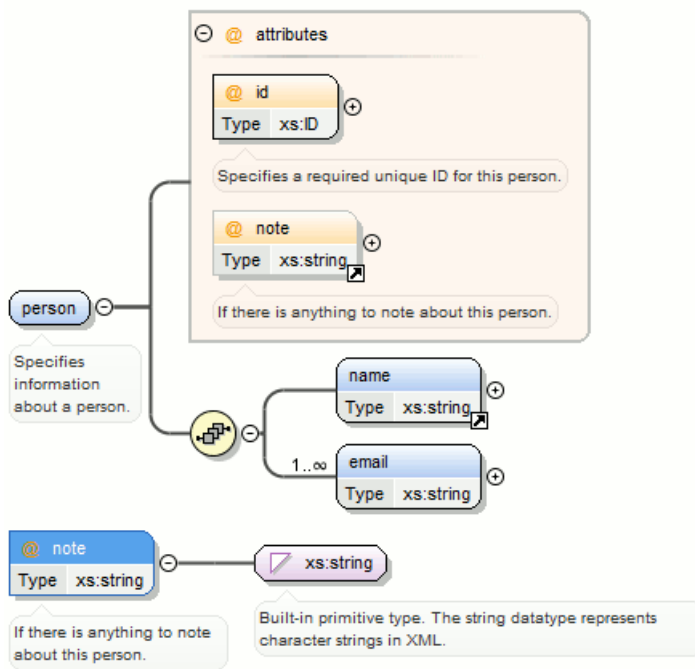 @ attributes
@ id
Type xs:ID
Specifies a required unique ID for this person.
@ note
Type xs:string
If there is anything to note about this person.
person
Specifies
information
about a person.
name
Type xs:string
1..∞
email
Type xs:string
@ note
Type xs:string
If there is anything to note
about this person.
xs:string
Built-in primitive type. The string datatype represents
character strings in XML.